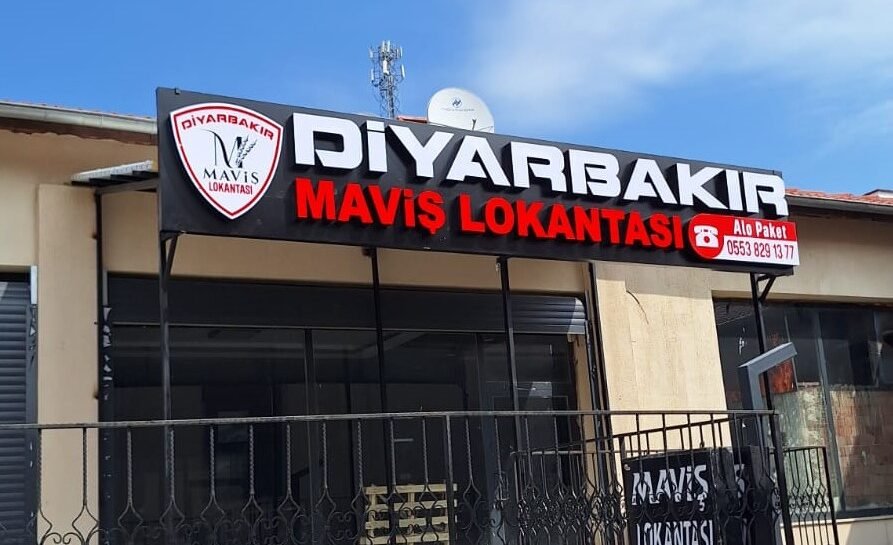 DİYARBAKIR
MAVİS
LOKANTASI
DİYARBAKIR
MAVİŞ LOKANTASI
Alo Paket
0553 829 13 77
MAVİŞ
LOKANTASI